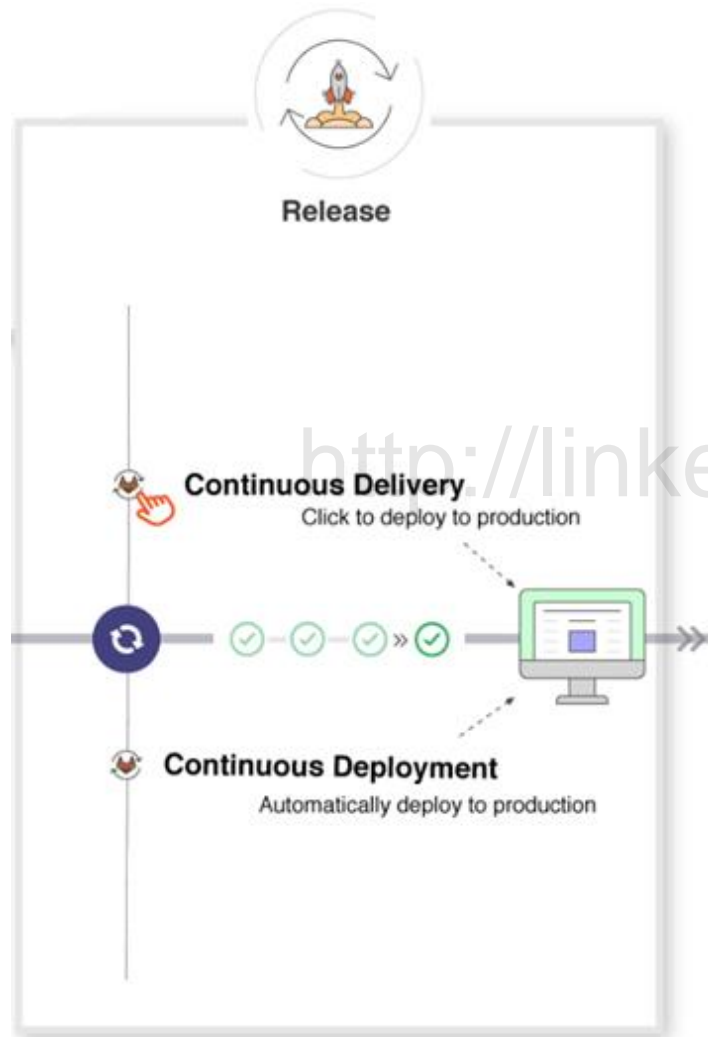 Release
http://linke
Continuous Delivery
Click to deploy to production
Continuous Deployment
Automatically deploy to production